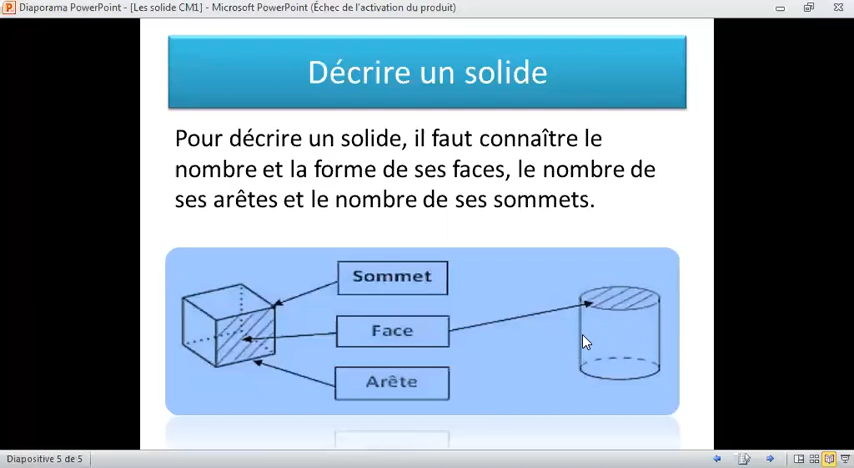 Diaporama PowerPoint - [Les solide CM1] - Microsoft PowerPoint (Échec de l'activation du produit)
Décrire un solide
Pour décrire un solide, il faut connaître le
nombre et la forme de ses faces, le nombre de
ses arêtes et le nombre de ses sommets.
Sommet
Face
Arête
Diapositive 5 de 5